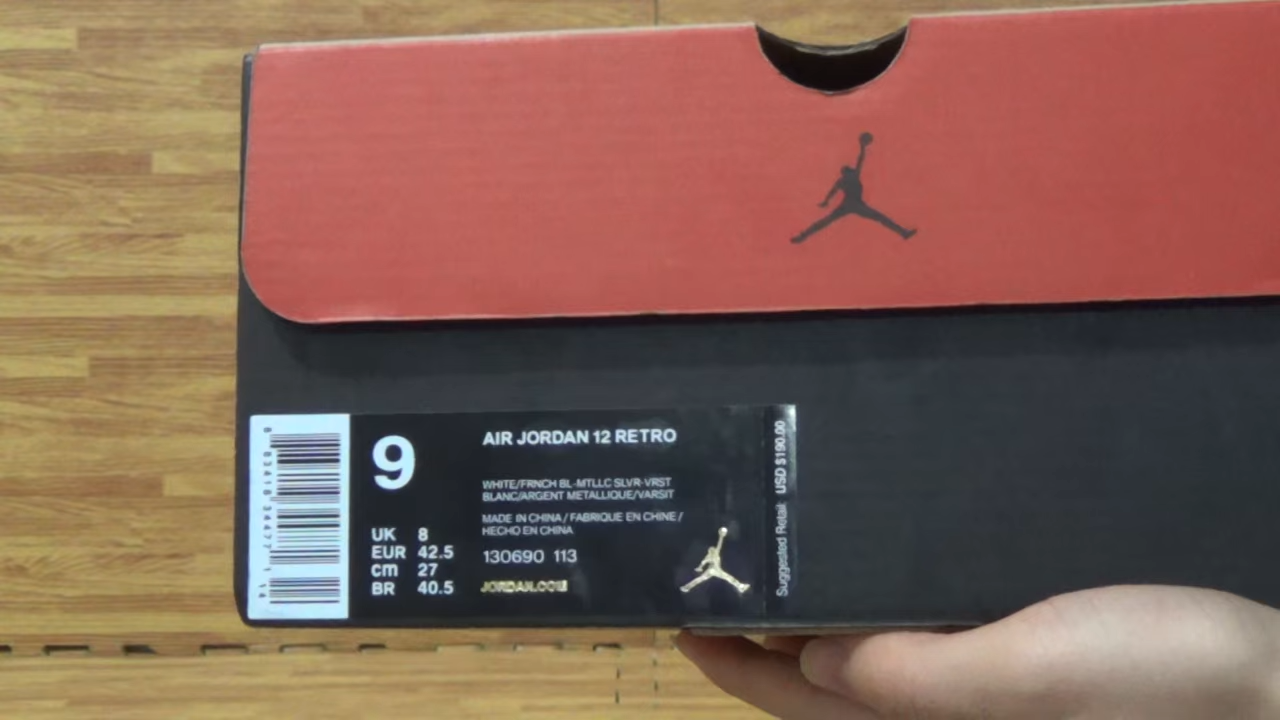 9
UK 8
EUR 42.5
cm 27
BR 40.5
AIR JORDAN 12 RETRO
WHITE/FRNCH BL-MTLLC SLVR-VRST
BLANC/ARGENT METALLIQUE/VARSIT
MADE IN CHINA / FABRIQUE EN CHINE /
HECHO EN CHINA
130690 113
JORDAN.COM
Suggested Retail USD $190.00